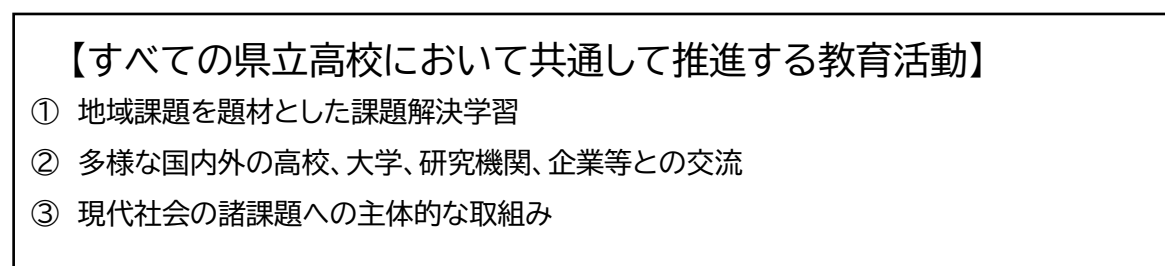 【すべての県立高校において共通して推進する教育活動】
① 地域課題を題材とした課題解決学習
② 多様な国内外の高校、大学、研究機関、企業等との交流
③ 現代社会の諸課題への主体的な取組み